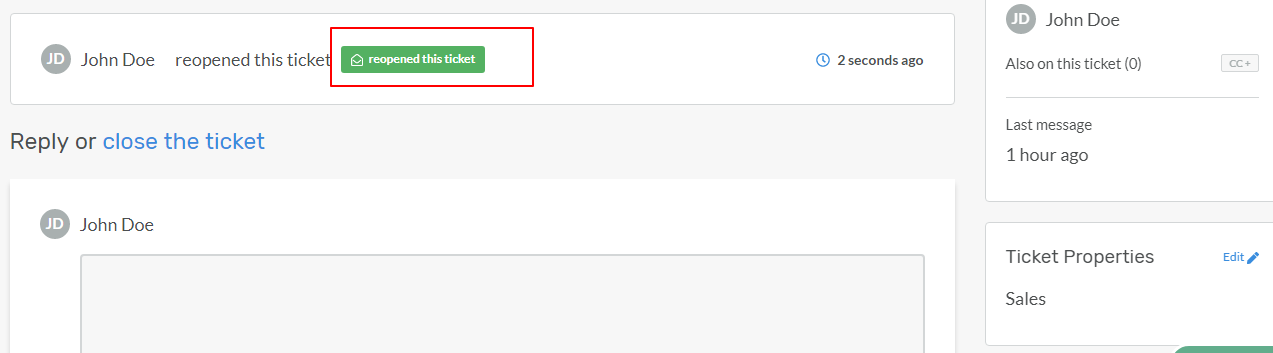 JD John Doe reopened this ticket reopened this ticket 2 seconds ago
Reply or close the ticket
JD John Doe
JD John Doe
Also on this ticket (0) CC +
Last message
1 hour ago
Ticket Properties Edit
Sales